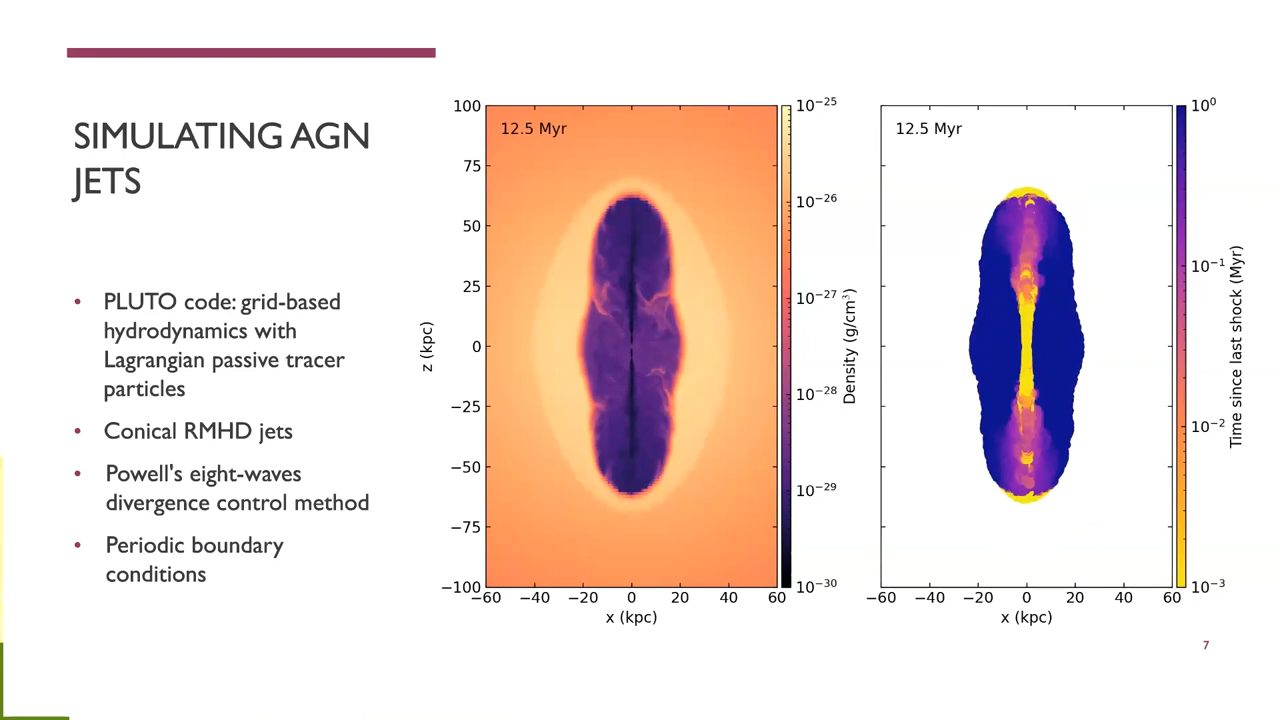 SIMULATING AGN
JETS
• PLUTO code: grid-based
hydrodynamics with
Lagrangian passive tracer
particles
• Conical RMHD jets
• Powell's eight-waves
divergence control method
• Periodic boundary
conditions
12.5 Myr
100
75
50
25
0
−25
−50
−75
−100
z (kpc)
−60 −40 −20 0 20 40 60
x (kpc)
10⁻²⁵
10⁻²⁶
10⁻²⁷
10⁻²⁸
10⁻²⁹
10⁻³⁰
Density (g/cm³)
12.5 Myr
−60 −40 −20 0 20 40 60
x (kpc)
10⁰
10⁻¹
10⁻²
10⁻³
Time since last shock (Myr)
7